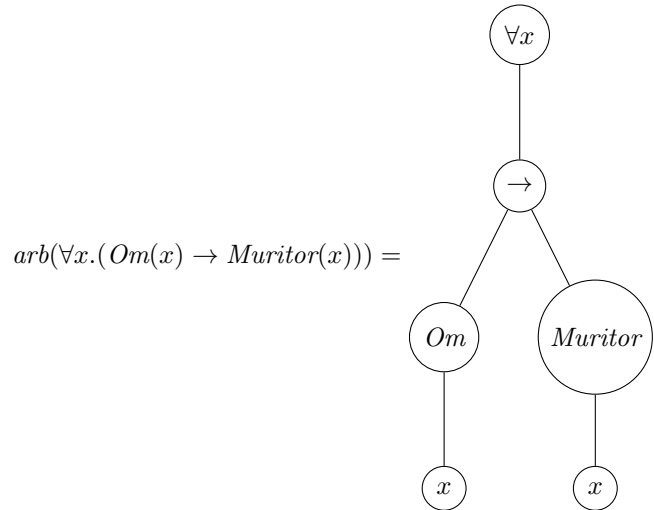 ∀x
→
arb(∀x.(Om(x) → Muritor(x))) =
Om Muritor
x x